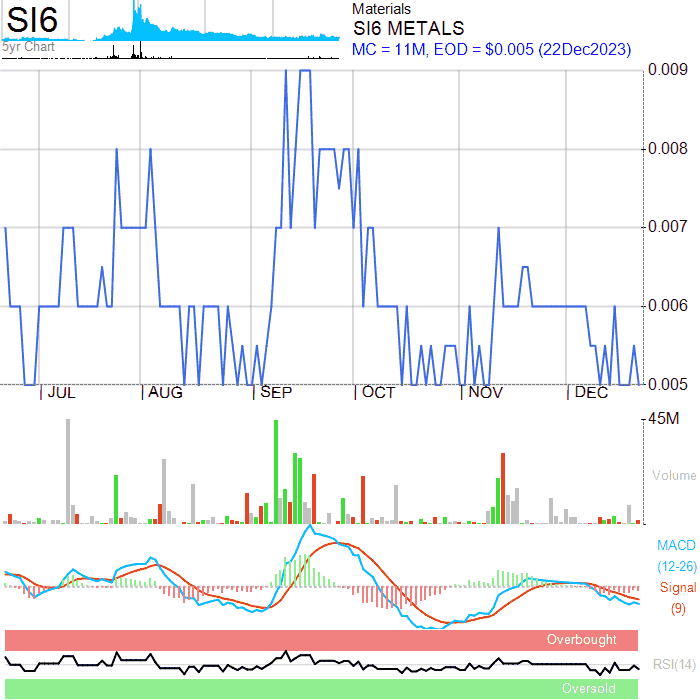 SI6
5yr Chart
Materials
SI6 METALS
MC = 11M, EOD = $0.005 (22Dec2023)
0.009
0.008
0.007
0.006
0.005
JUL AUG SEP OCT NOV DEC
45M
Volume
MACD
(12-26)
Signal
(9)
Overbought
RSI(14)
Oversold